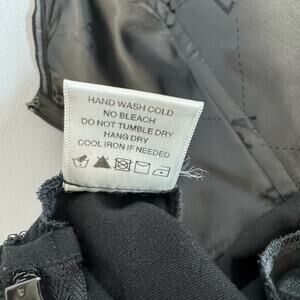 HAND WASH COLD
NO BLEACH
DO NOT TUMBLE DRY
HANG DRY
COOL IRON IF NEEDED